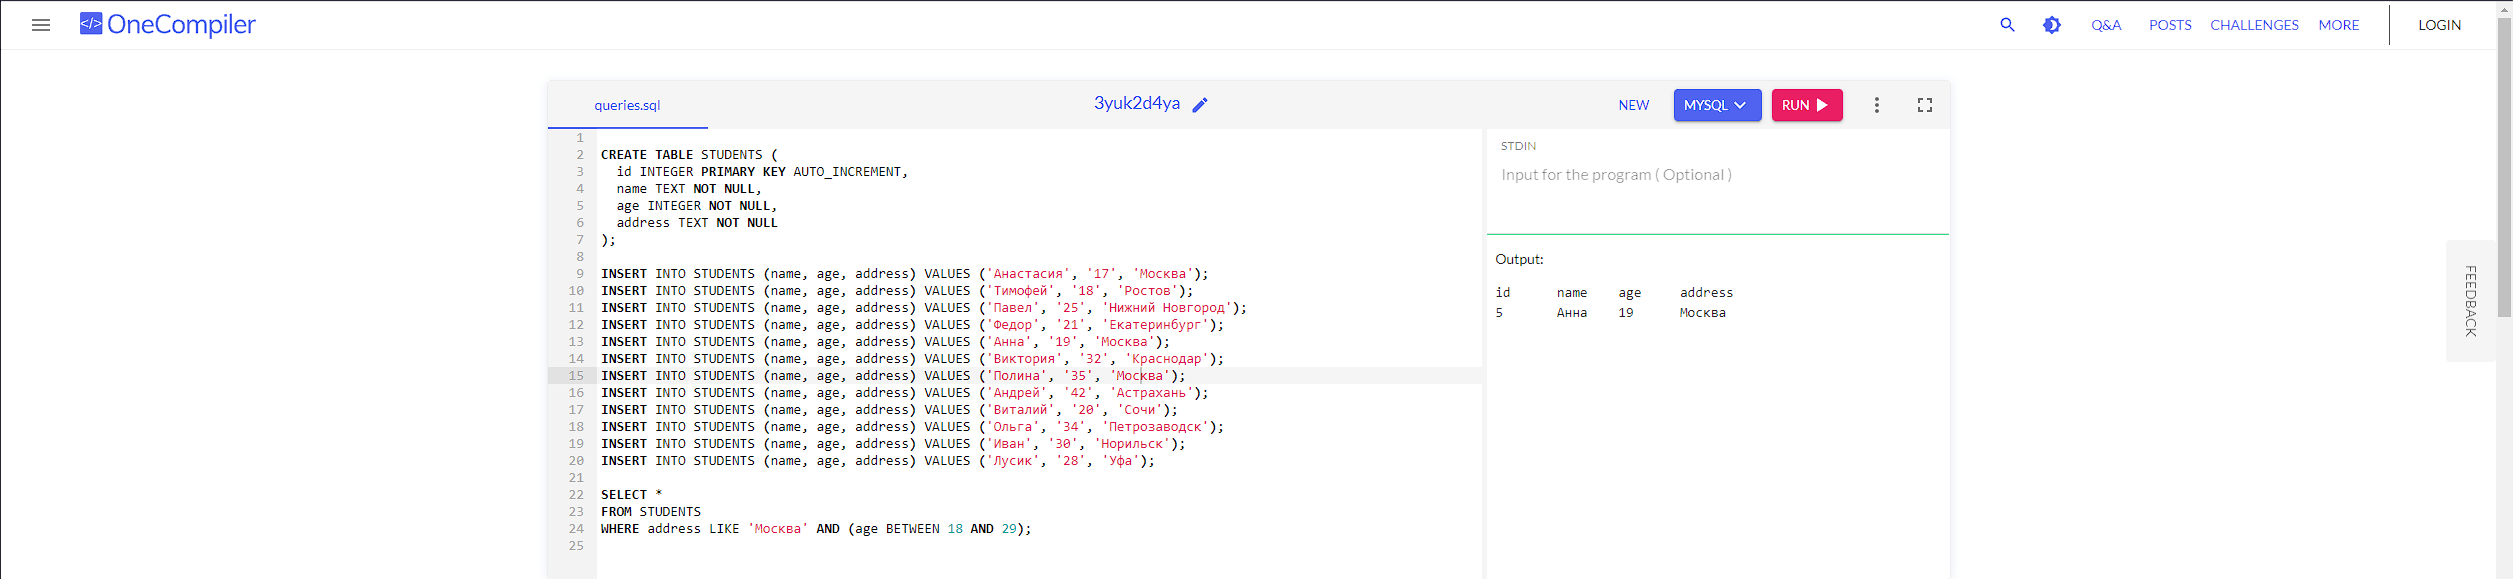 OneCompiler
Q&A POSTS CHALLENGES MORE LOGIN
queries.sql 3yuk2d4ya NEW MYSQL RUN
1
2 CREATE TABLE STUDENTS (
3 id INTEGER PRIMARY KEY AUTO_INCREMENT,
4 name TEXT NOT NULL,
5 age INTEGER NOT NULL,
6 address TEXT NOT NULL
7 );
8
9 INSERT INTO STUDENTS (name, age, address) VALUES ('Анастасия', '17', 'Москва');
10 INSERT INTO STUDENTS (name, age, address) VALUES ('Тимофей', '18', 'Ростов');
11 INSERT INTO STUDENTS (name, age, address) VALUES ('Павел', '25', 'Нижний Новгород');
12 INSERT INTO STUDENTS (name, age, address) VALUES ('Федор', '21', 'Екатеринбург');
13 INSERT INTO STUDENTS (name, age, address) VALUES ('Анна', '19', 'Москва');
14 INSERT INTO STUDENTS (name, age, address) VALUES ('Виктория', '32', 'Краснодар');
15 INSERT INTO STUDENTS (name, age, address) VALUES ('Полина', '35', 'Москва');
16 INSERT INTO STUDENTS (name, age, address) VALUES ('Андрей', '42', 'Астрахань');
17 INSERT INTO STUDENTS (name, age, address) VALUES ('Виталий', '20', 'Сочи');
18 INSERT INTO STUDENTS (name, age, address) VALUES ('Ольга', '34', 'Петрозаводск');
19 INSERT INTO STUDENTS (name, age, address) VALUES ('Иван', '30', 'Норильск');
20 INSERT INTO STUDENTS (name, age, address) VALUES ('Лусик', '28', 'Уфа');
21
22 SELECT *
23 FROM STUDENTS
24 WHERE address LIKE 'Москва' AND (age BETWEEN 18 AND 29);
25
STDIN
Input for the program ( Optional )
Output:
id name age address
5 Анна 19 Москва
FEEDBACK